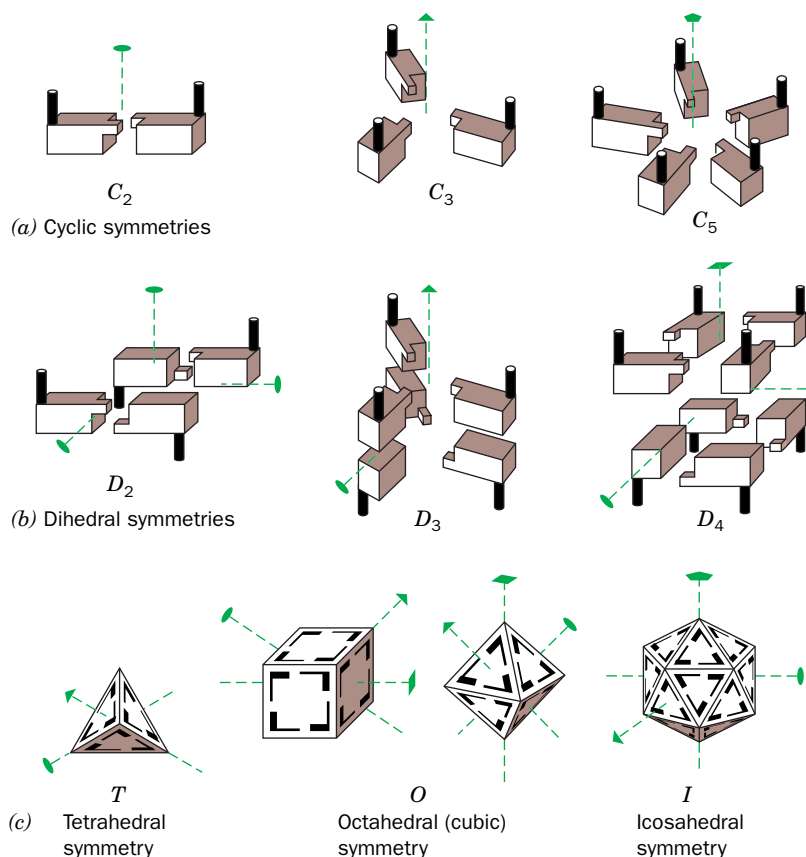 C2
C3
C5
(a) Cyclic symmetries
D2
D3
D4
(b) Dihedral symmetries
T
O
I
(c) Tetrahedral symmetry
Octahedral (cubic) symmetry
Icosahedral symmetry